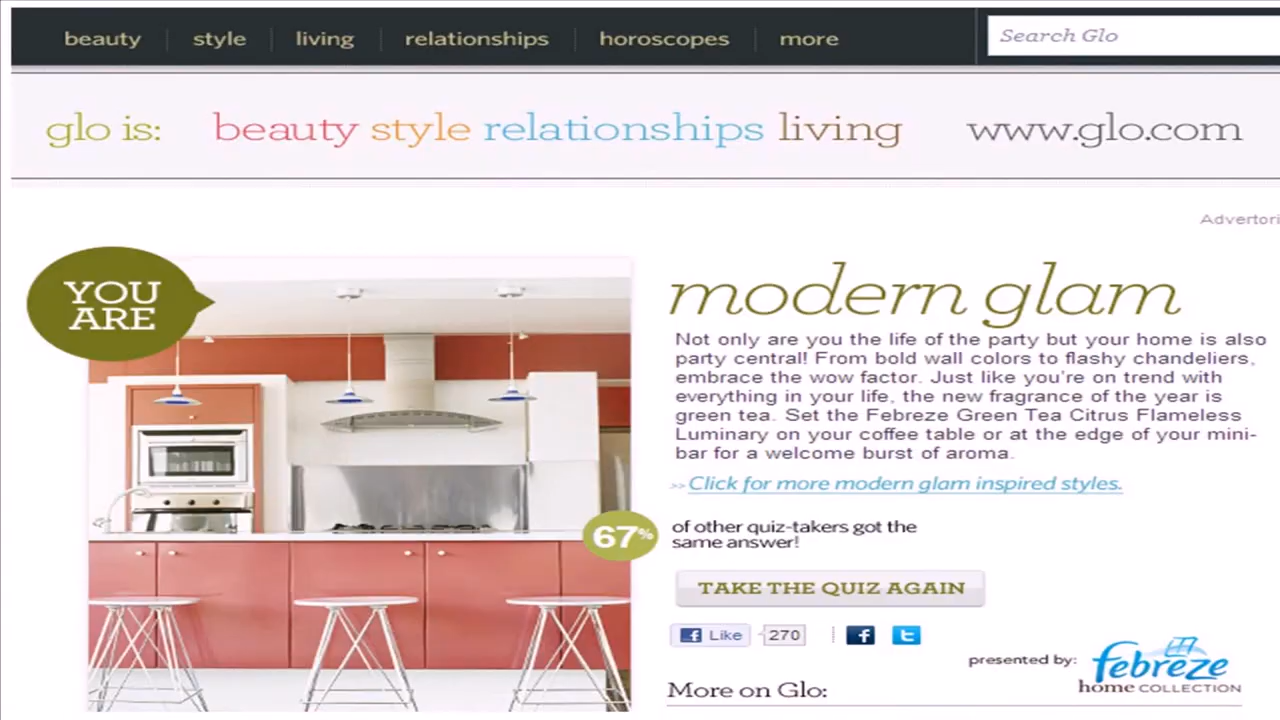 beauty style living relationships horoscopes more Search Glo
glo is: beauty style relationships living www.glo.com
Advertori
YOU
ARE
modern glam
Not only are you the life of the party but your home is also
party central! From bold wall colors to flashy chandeliers,
embrace the wow factor. Just like you're on trend with
everything in your life, the new fragrance of the year is
green tea. Set the Febreze Green Tea Citrus Flameless
Luminary on your coffee table or at the edge of your mini-
bar for a welcome burst of aroma.
>> Click for more modern glam inspired styles.
67% of other quiz-takers got the
same answer!
TAKE THE QUIZ AGAIN
f Like 270 f t
presented by: febreze
home COLLECTION
More on Glo: